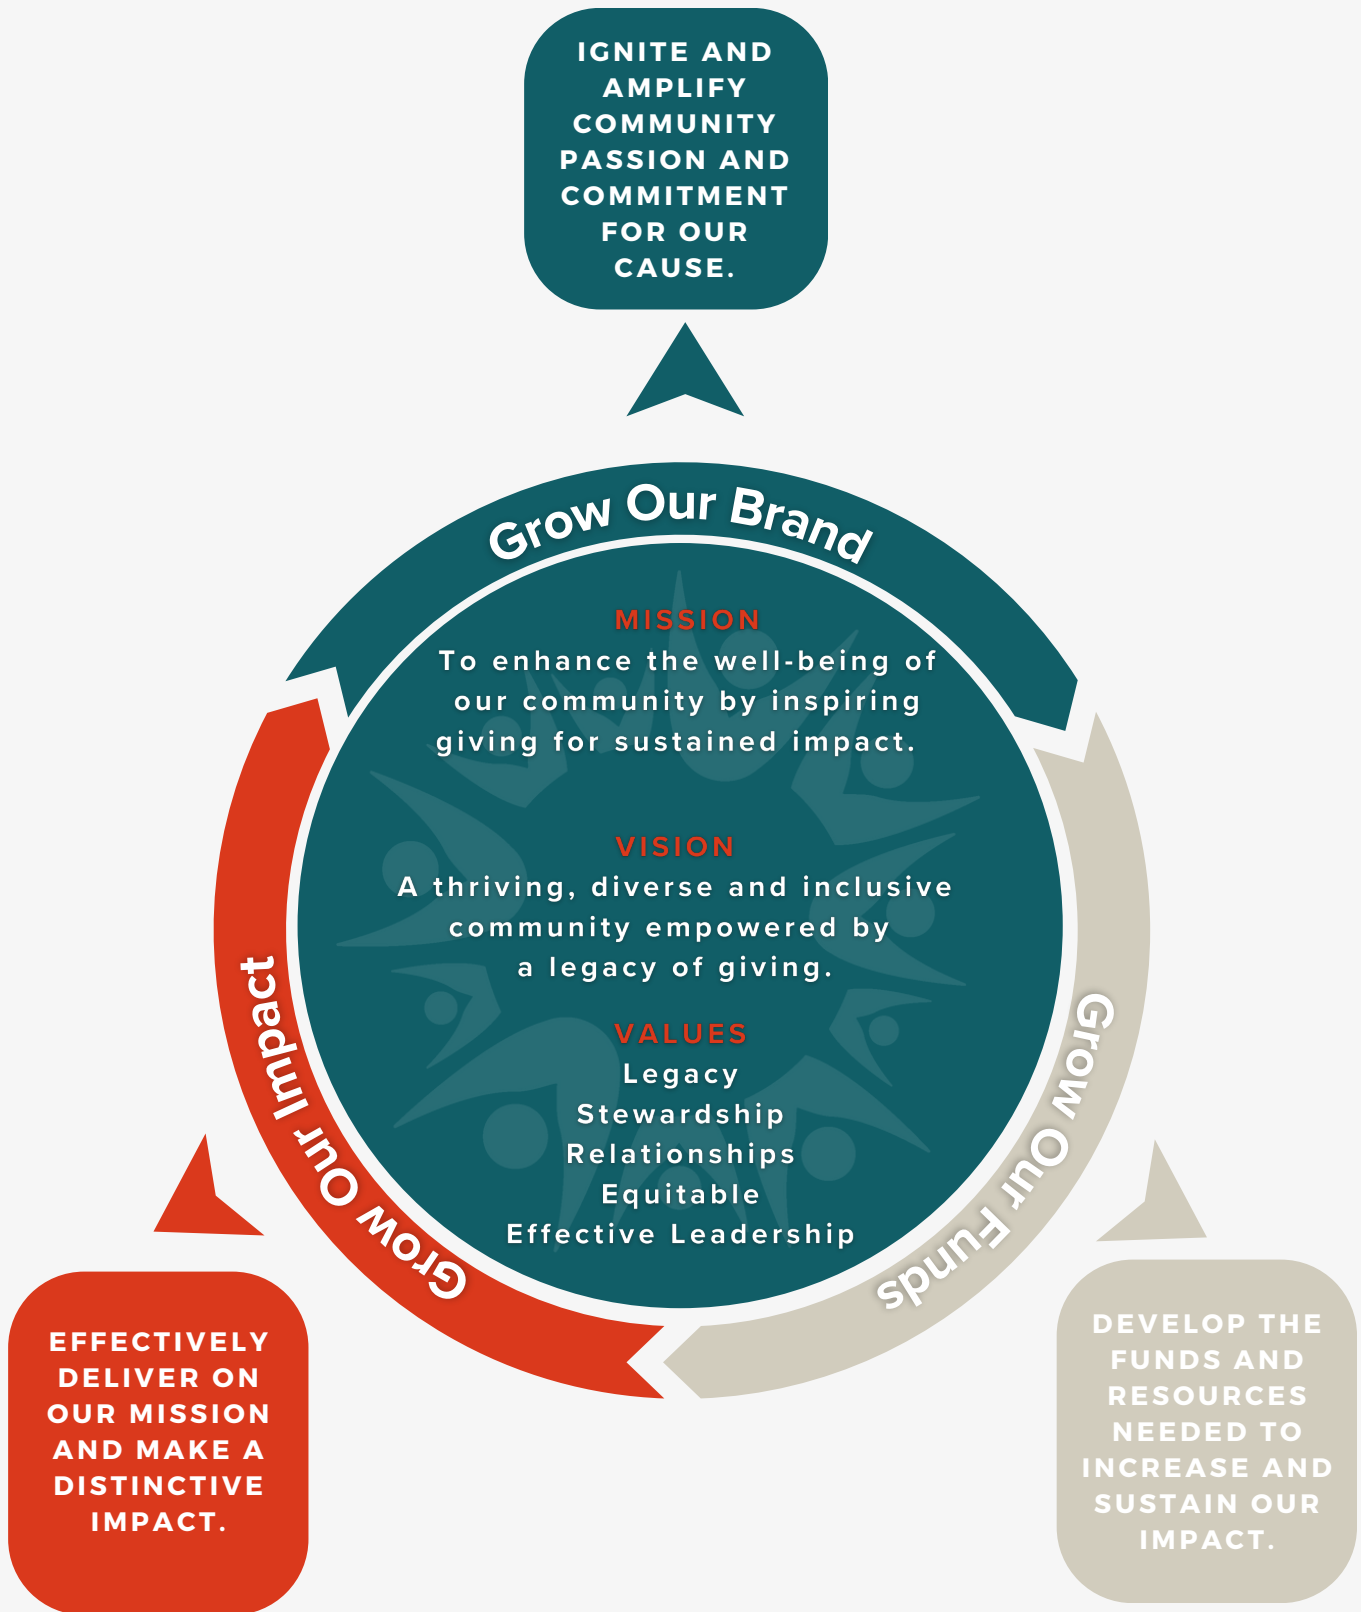 IGNITE AND
AMPLIFY
COMMUNITY
PASSION AND
COMMITMENT
FOR OUR
CAUSE.
Grow Our Brand
MISSION
To enhance the well-being of
our community by inspiring
giving for sustained impact.
VISION
A thriving, diverse and inclusive
community empowered by
a legacy of giving.
VALUES
Legacy
Stewardship
Relationships
Equitable
Effective Leadership
Grow Our Impact
Grow Our Funds
EFFECTIVELY
DELIVER ON
OUR MISSION
AND MAKE A
DISTINCTIVE
IMPACT.
DEVELOP THE
FUNDS AND
RESOURCES
NEEDED TO
INCREASE AND
SUSTAIN OUR
IMPACT.